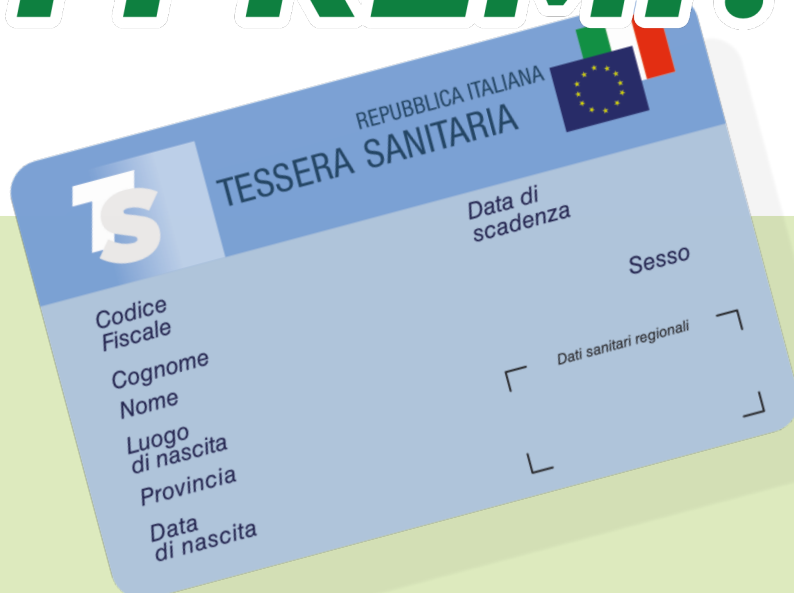 REPUBBLICA ITALIANA
TESSERA SANITARIA
TS
Data di
scadenza
Sesso
Codice
Fiscale
Cognome
Nome
Luogo
di nascita
Provincia
Data
di nascita
Dati sanitari regionali